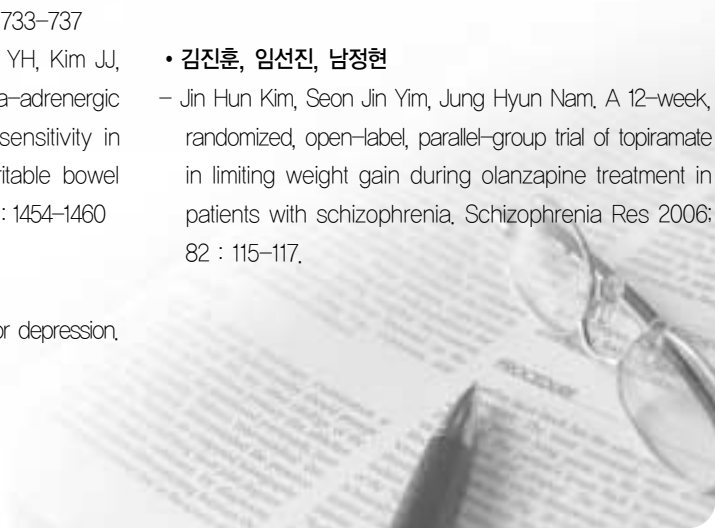 733-737
YH, Kim JJ,
a-adrenergic
sensitivity in
ritable bowel
: 1454-1460
or depression.
• 김진훈, 임선진, 남정현
- Jin Hun Kim, Seon Jin Yim, Jung Hyun Nam. A 12-week,
randomized, open-label, parallel-group trial of topiramate
in limiting weight gain during olanzapine treatment in
patients with schizophrenia. Schizophrenia Res 2006;
82 : 115-117.
PROCEDURE